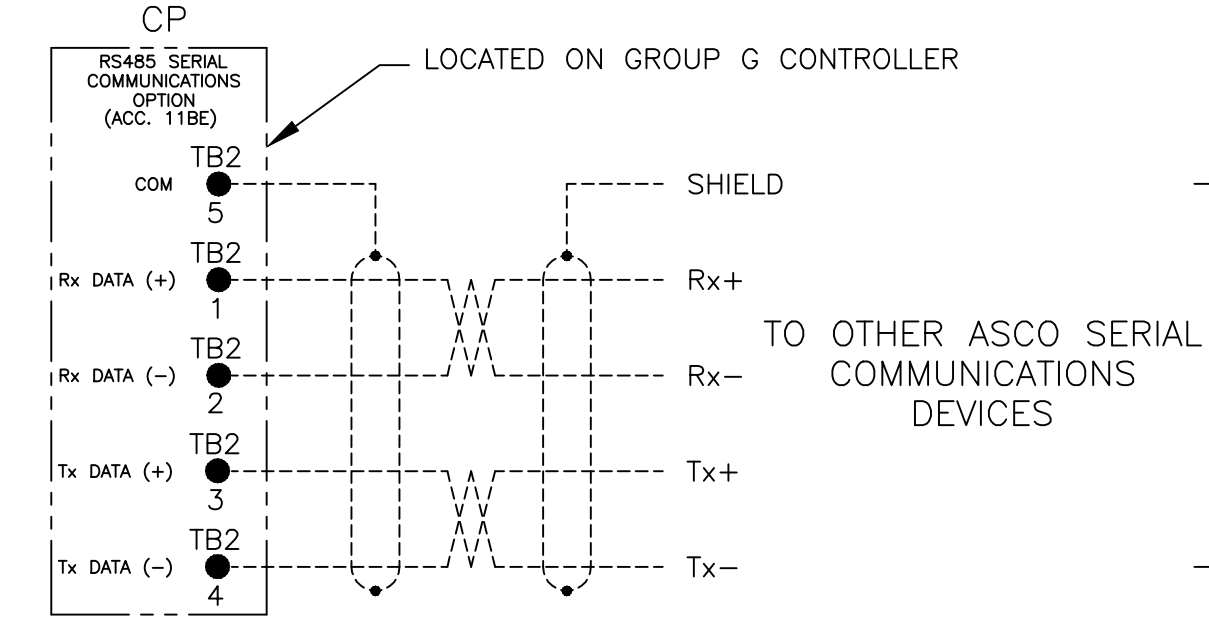 CP
RS485 SERIAL
COMMUNICATIONS
OPTION
(ACC. 11BE)
LOCATED ON GROUP G CONTROLLER
TB2
COM
5
SHIELD
TB2
Rx DATA (+)
1
Rx+
TB2
Rx DATA (–)
2
Rx–
TO OTHER ASCO SERIAL
COMMUNICATIONS
DEVICES
TB2
Tx DATA (+)
3
Tx+
TB2
Tx DATA (–)
4
Tx–